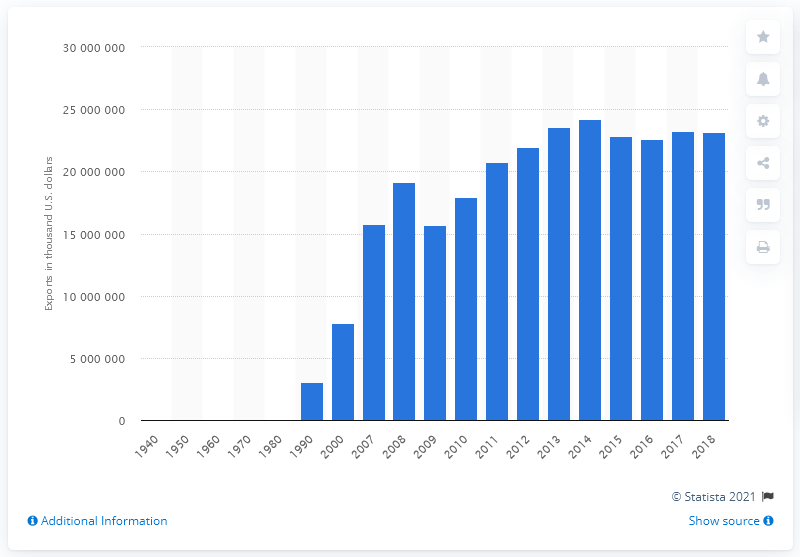 30 000 000
25 000 000
20 000 000
15 000 000
10 000 000
5 000 000
0
Exports in thousand U.S. dollars
1940 1950 1960 1970 1980 1990 2000 2007 2008 2009 2010 2011 2012 2013 2014 2015 2016 2017 2018
© Statista 2021
Additional Information Show source